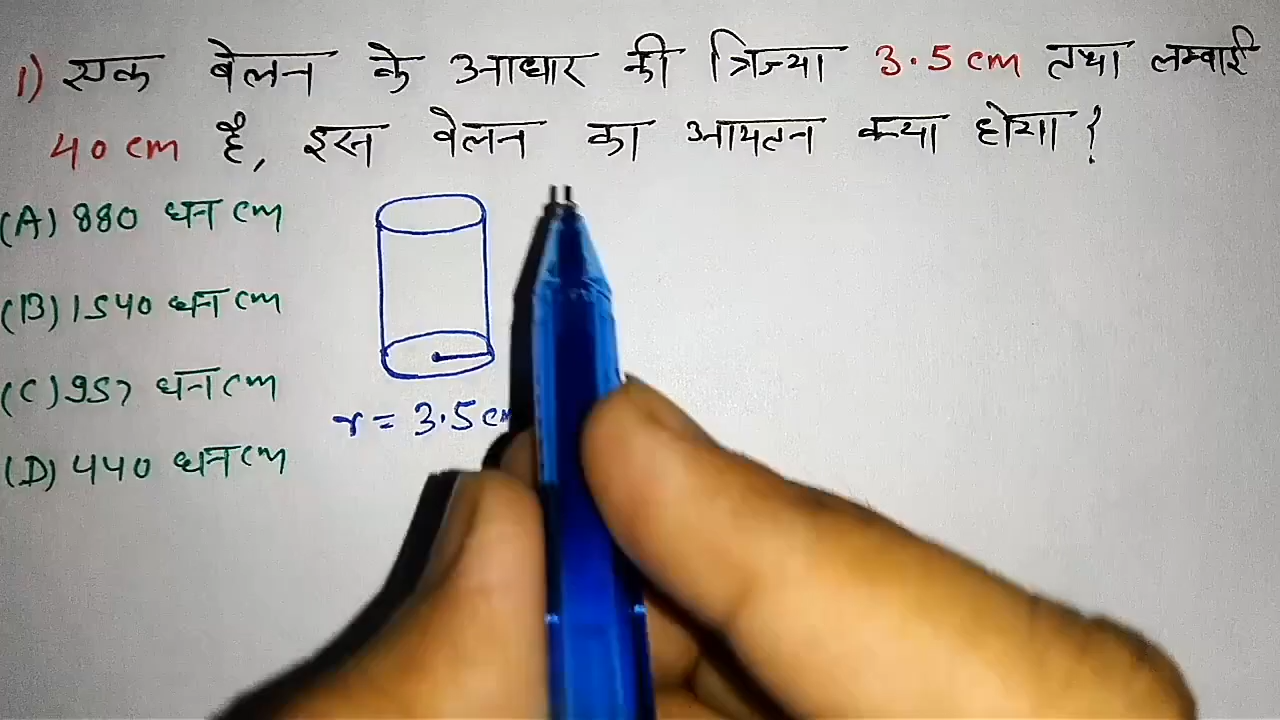 1) एक बेलन के आधार की त्रिज्या 3.5 cm तथा लम्बाई
40 cm है, इस बेलन का आयतन क्या होगा ?
(A) 880 घन cm
(B) 1540 घन cm
(C) 957 घन cm
(D) 440 घन cm
r = 3.5 cm